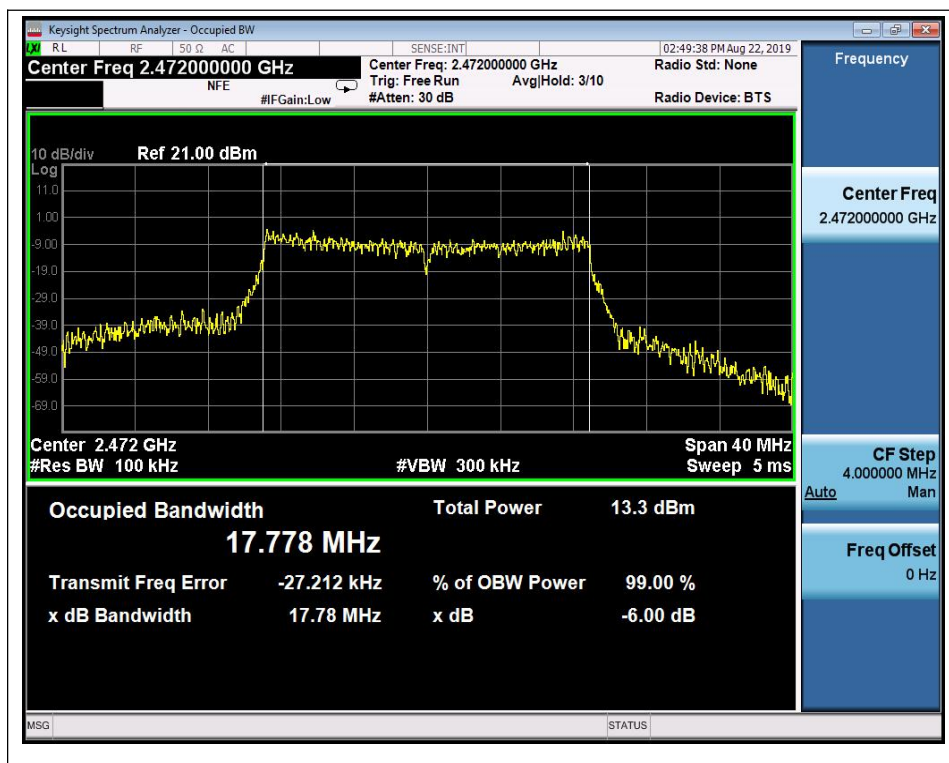 Keysight Spectrum Analyzer - Occupied BW
LXI RL RF 50 Ω AC SENSE:INT 02:49:38 PM Aug 22, 2019
Center Freq 2.472000000 GHz
NFE
#IFGain:Low
Center Freq: 2.472000000 GHz
Trig: Free Run Avg|Hold: 3/10
#Atten: 30 dB
Radio Std: None
Radio Device: BTS
10 dB/div Ref 21.00 dBm
Log
11.0
1.00
-9.00
-19.0
-29.0
-39.0
-49.0
-59.0
-69.0
Center 2.472 GHz Span 40 MHz
#Res BW 100 kHz #VBW 300 kHz Sweep 5 ms
Occupied Bandwidth Total Power 13.3 dBm
17.778 MHz
Transmit Freq Error -27.212 kHz % of OBW Power 99.00 %
x dB Bandwidth 17.78 MHz x dB -6.00 dB
Frequency
Center Freq
2.472000000 GHz
CF Step
4.000000 MHz
Auto Man
Freq Offset
0 Hz
MSG STATUS